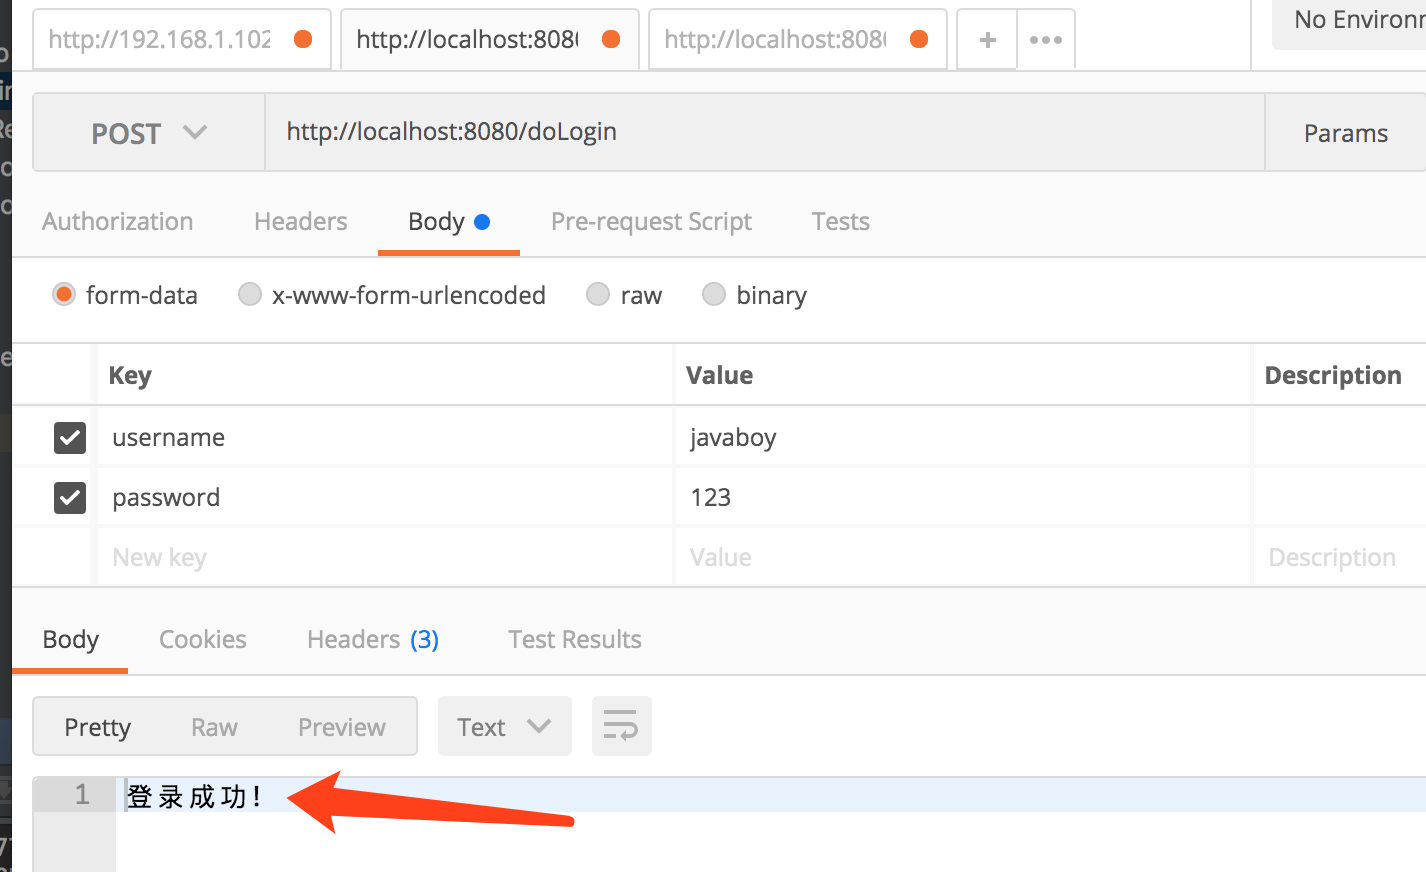 http://192.168.1.102
http://localhost:808
http://localhost:808
No Environ
POST
http://localhost:8080/doLogin
Params
Authorization Headers Body Pre-request Script Tests
form-data x-www-form-urlencoded raw binary
Key Value Description
username javaboy
password 123
New key Value Description
Body Cookies Headers (3) Test Results
Pretty Raw Preview Text
1 登录成功!